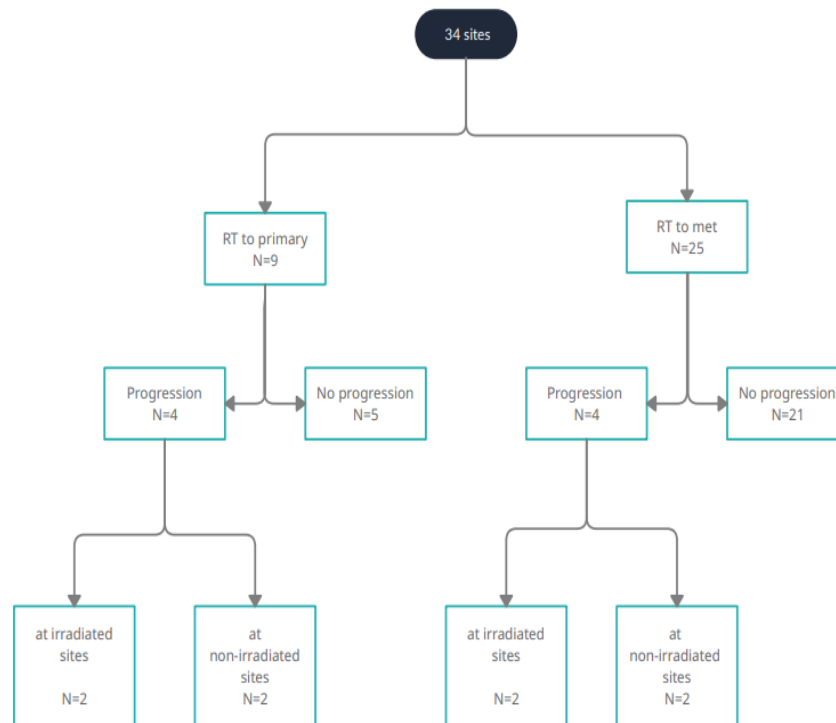 34 sites
RT to primary
N=9
RT to met
N=25
Progression
N=4
No progression
N=5
Progression
N=4
No progression
N=21
at irradiated
sites
N=2
at
non-irradiated
sites
N=2
at irradiated
sites
N=2
at
non-irradiated
sites
N=2